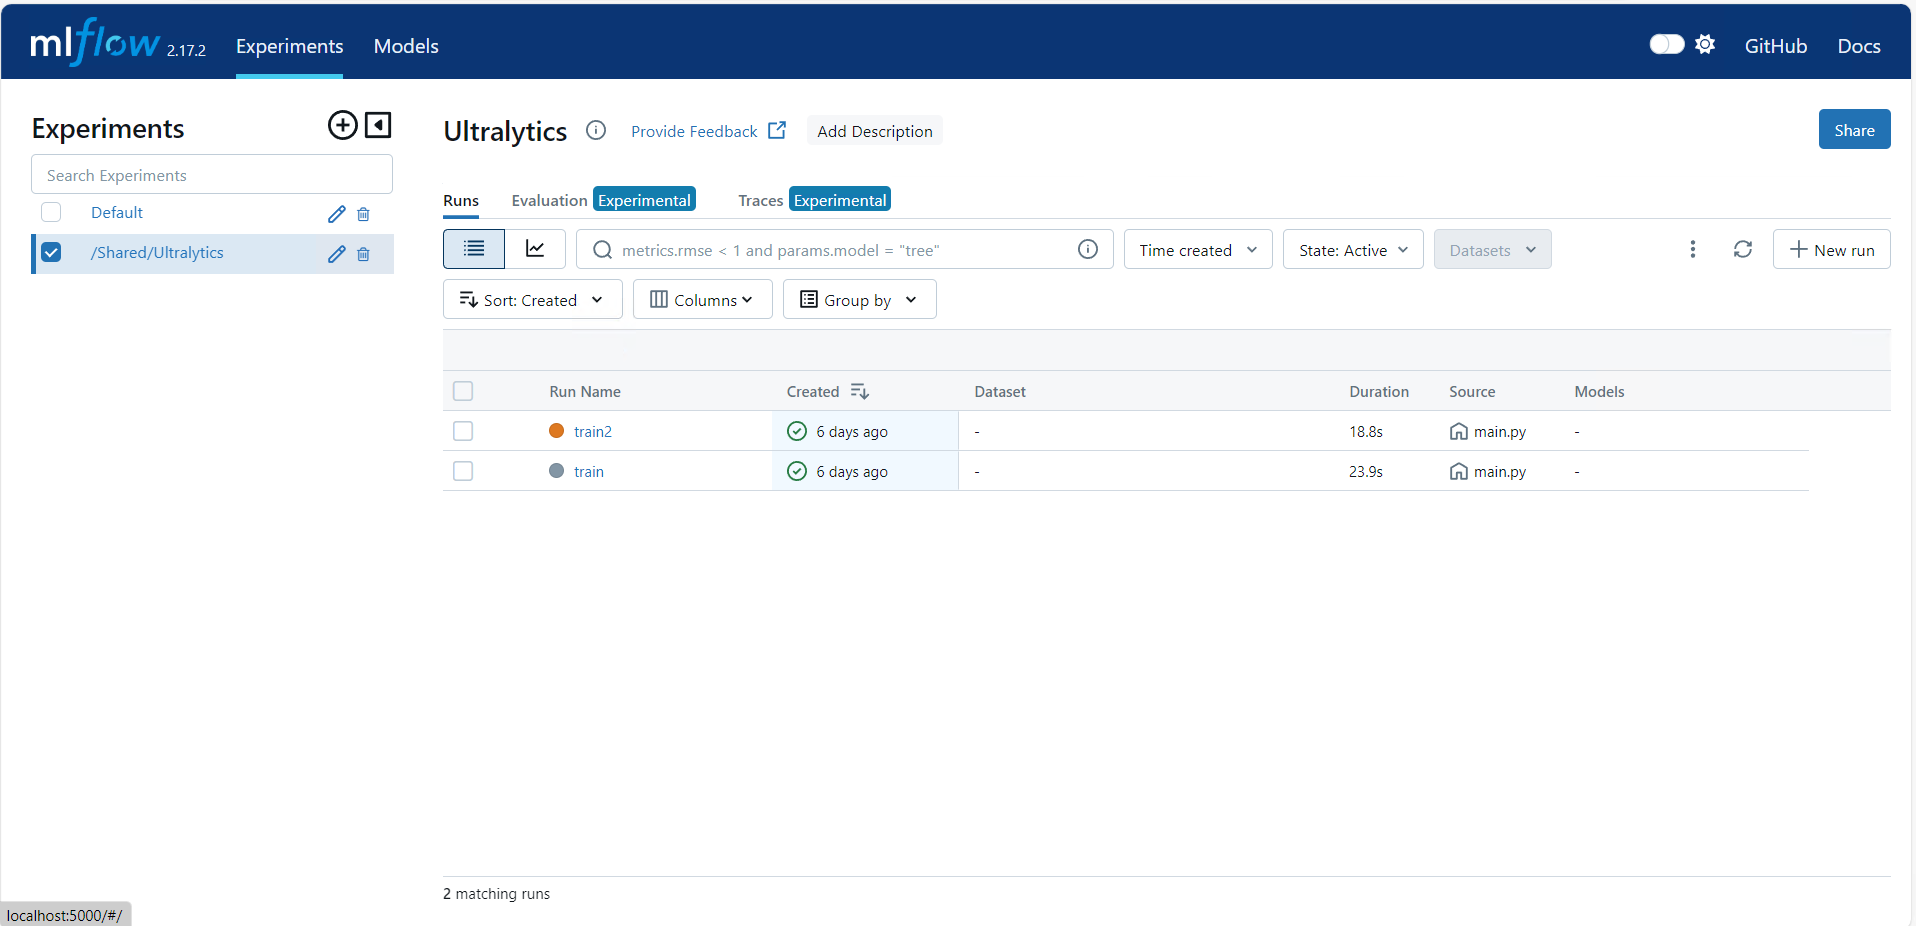 mlflow 2.17.2 Experiments Models GitHub Docs
Experiments
Search Experiments
Default
/Shared/Ultralytics
Ultralytics Provide Feedback Add Description Share
Runs Evaluation Experimental Traces Experimental
metrics.rmse < 1 and params.model = "tree" Time created State: Active Datasets New run
Sort: Created Columns Group by
Run Name Created Dataset Duration Source Models
train2 6 days ago - 18.8s main.py -
train 6 days ago - 23.9s main.py -
2 matching runs
localhost:5000/#/